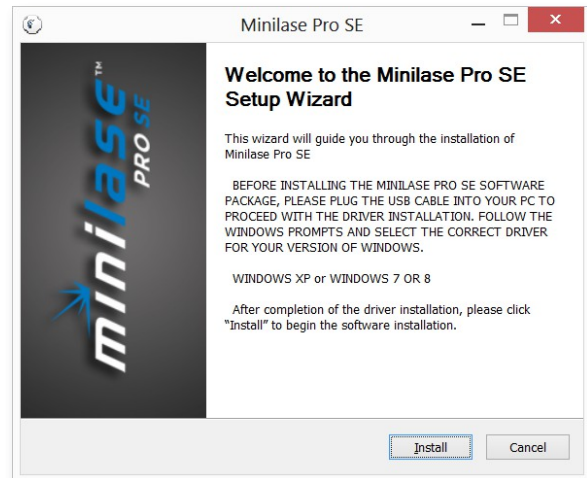 Minilase Pro SE
minilase™
PRO SE
Welcome to the Minilase Pro SE
Setup Wizard
This wizard will guide you through the installation of
Minilase Pro SE
BEFORE INSTALLING THE MINILASE PRO SE SOFTWARE
PACKAGE, PLEASE PLUG THE USB CABLE INTO YOUR PC TO
PROCEED WITH THE DRIVER INSTALLATION. FOLLOW THE
WINDOWS PROMPTS AND SELECT THE CORRECT DRIVER
FOR YOUR VERSION OF WINDOWS.
WINDOWS XP or WINDOWS 7 OR 8
After completion of the driver installation, please click
“Install” to begin the software installation.
Install
Cancel